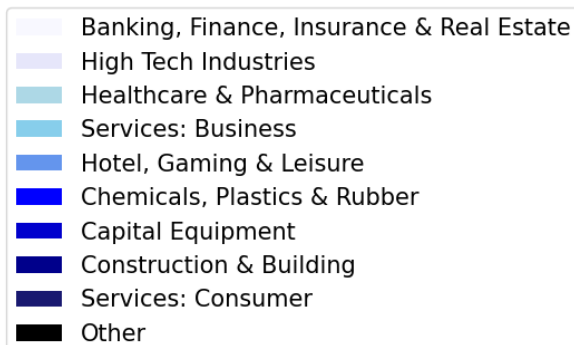 Banking, Finance, Insurance & Real Estate
High Tech Industries
Healthcare & Pharmaceuticals
Services: Business
Hotel, Gaming & Leisure
Chemicals, Plastics & Rubber
Capital Equipment
Construction & Building
Services: Consumer
Other